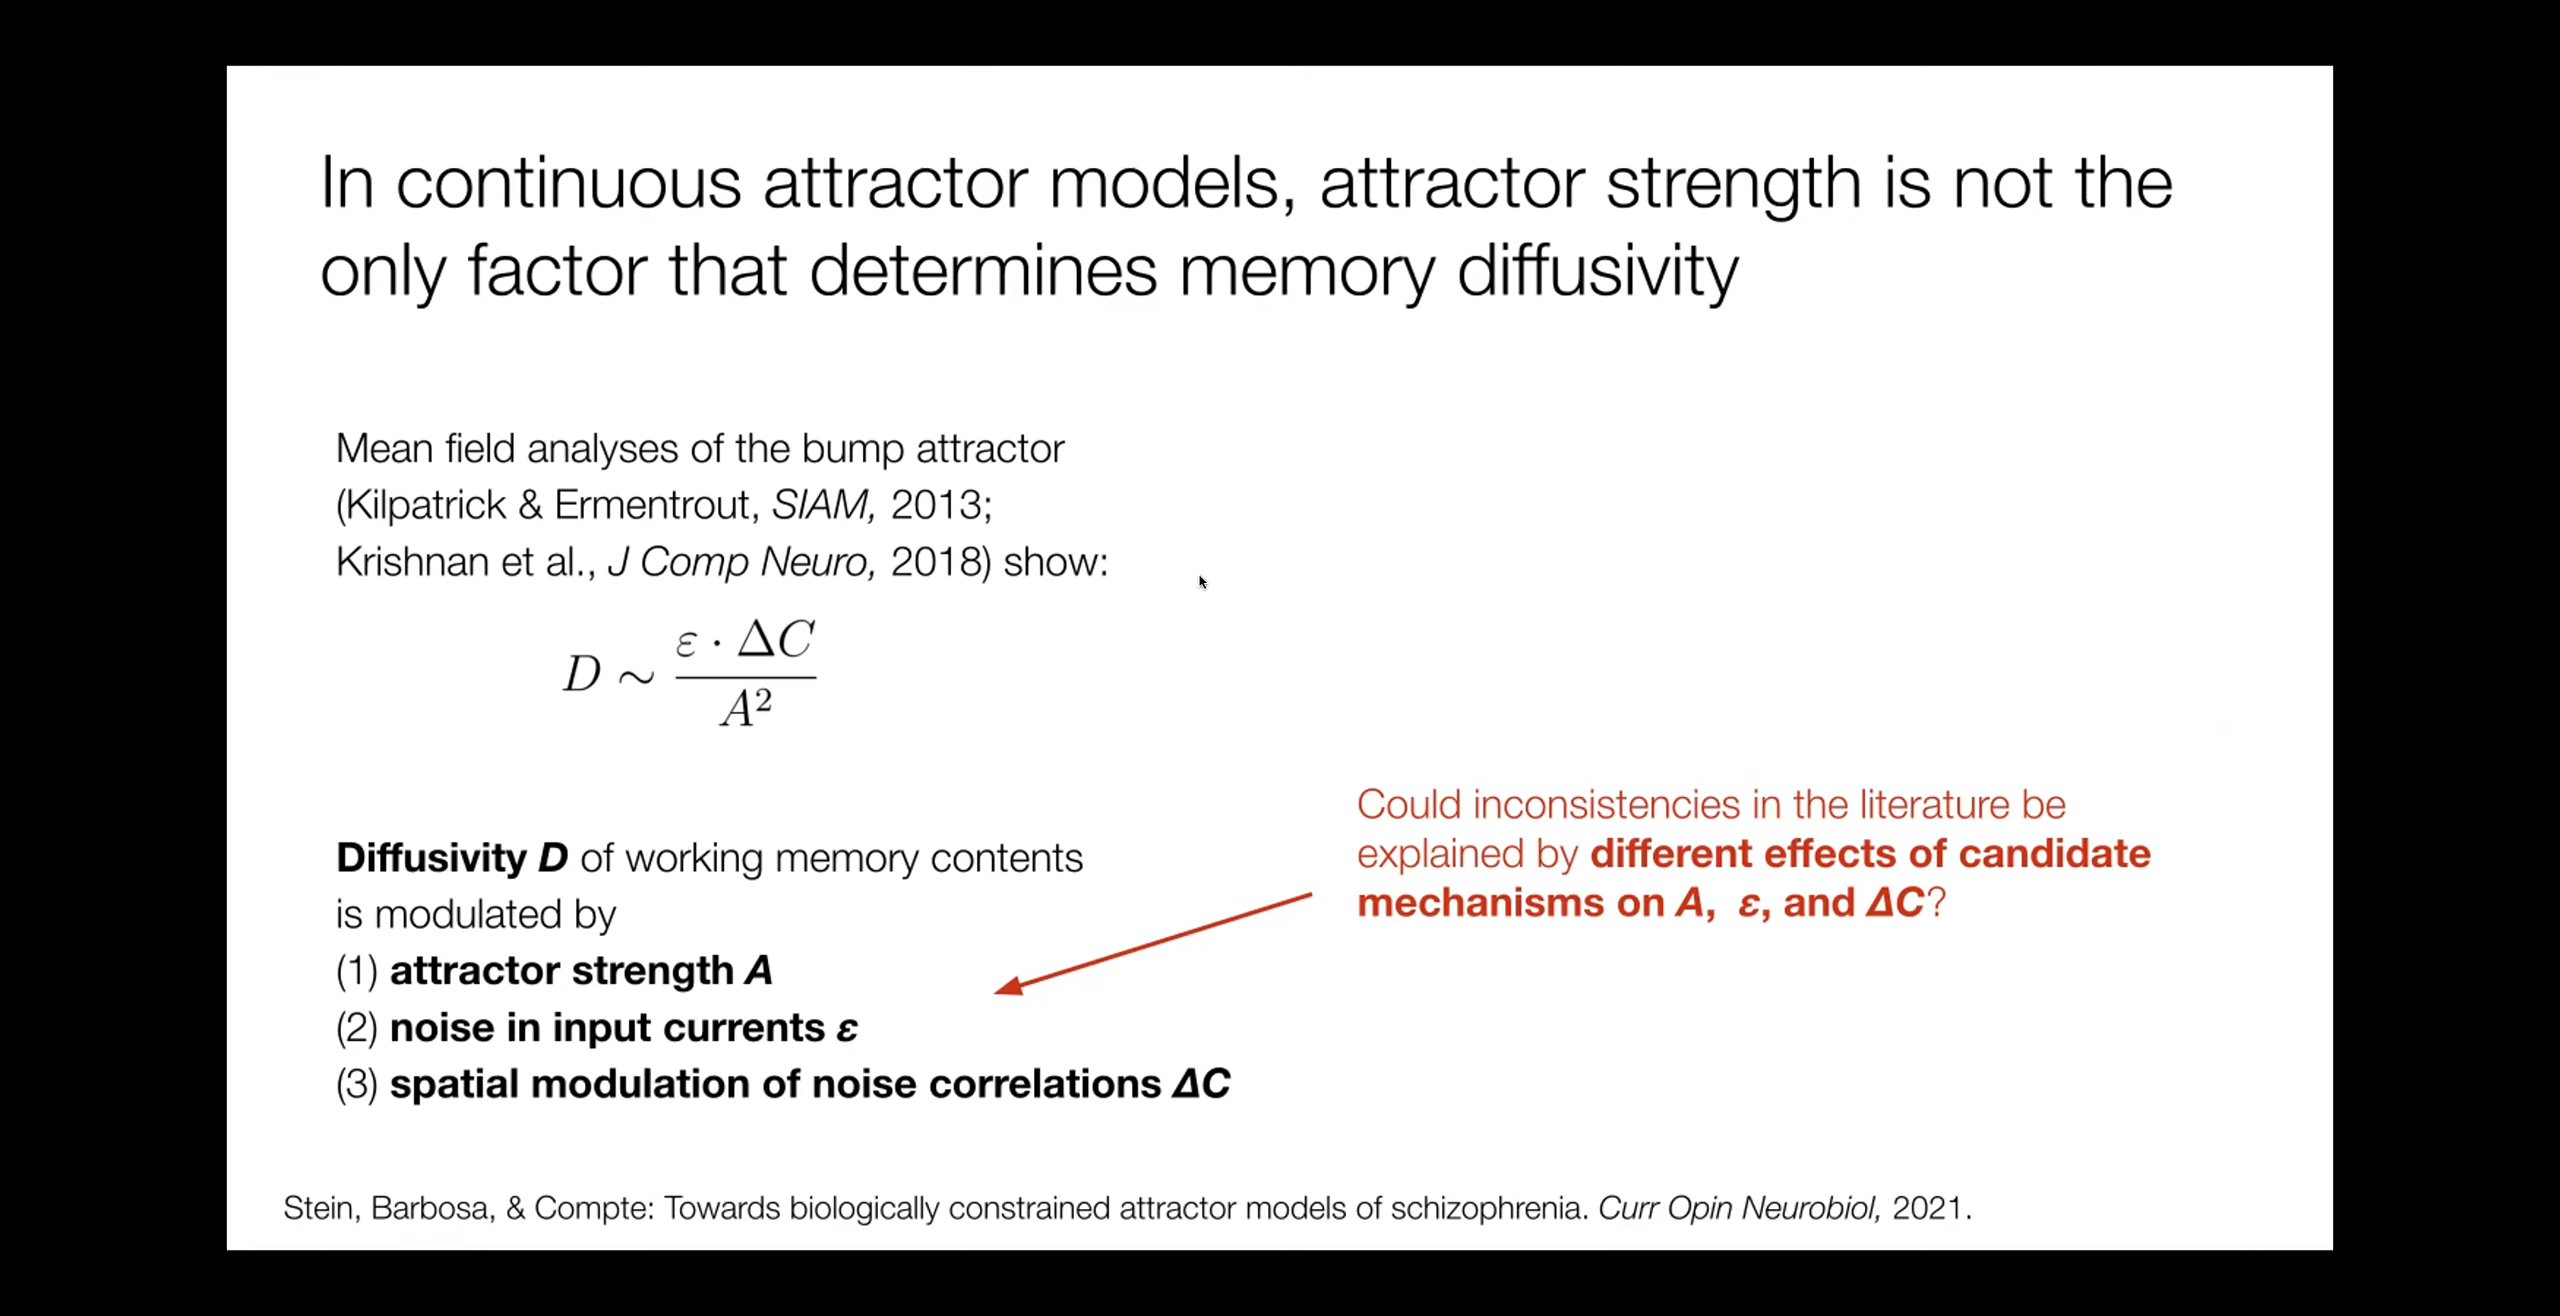 In continuous attractor models, attractor strength is not the
only factor that determines memory diffusivity
Mean field analyses of the bump attractor
(Kilpatrick & Ermentrout, SIAM, 2013;
Krishnan et al., J Comp Neuro, 2018) show:
D ~ ε · ΔC / A²
Diffusivity D of working memory contents
is modulated by
(1) attractor strength A
(2) noise in input currents ε
(3) spatial modulation of noise correlations ΔC
Could inconsistencies in the literature be
explained by different effects of candidate
mechanisms on A, ε, and ΔC?
Stein, Barbosa, & Compte: Towards biologically constrained attractor models of schizophrenia. Curr Opin Neurobiol, 2021.